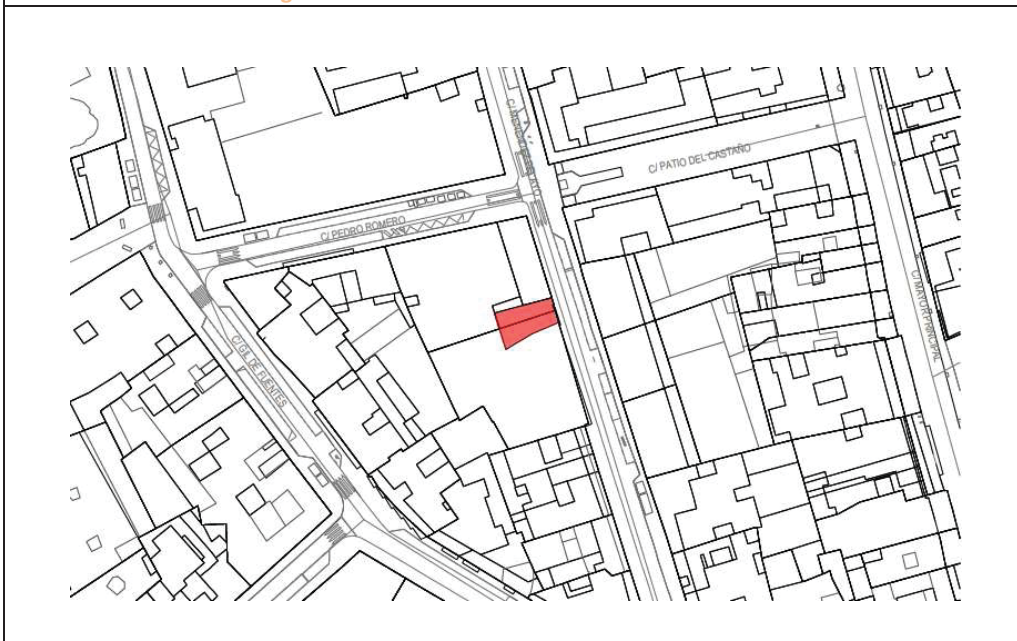 C/ PATIO DEL CASTAÑO
C/ PEDRO ROMERO
C/ MAYOR PRINCIPAL
C/ GIL DE FUENTES